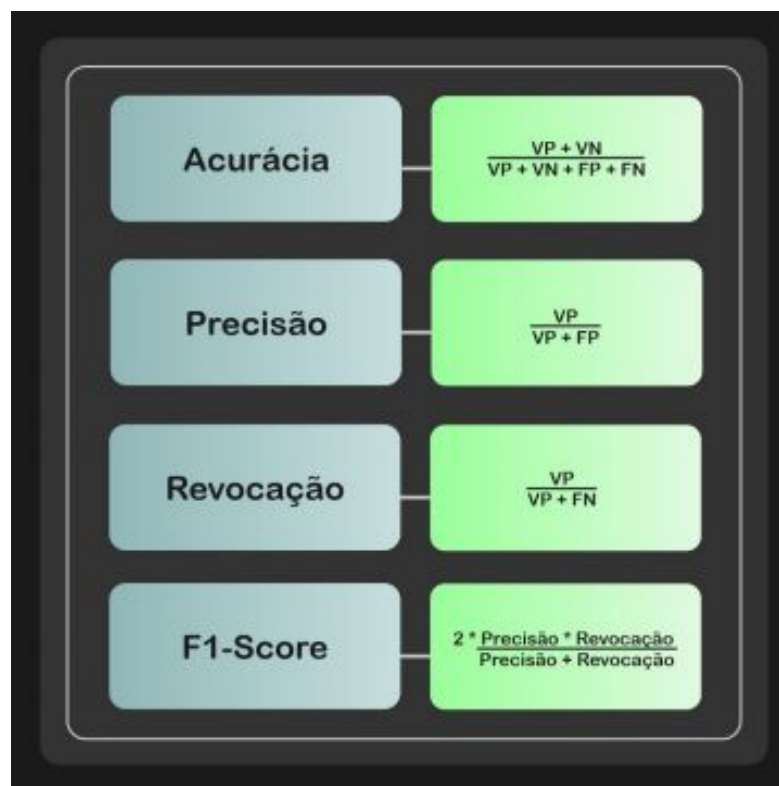 Acurácia
VP + VN
VP + VN + FP + FN
Precisão
VP
VP + FP
Revocação
VP
VP + FN
F1-Score
2 * Precisão * Revocação
Precisão + Revocação